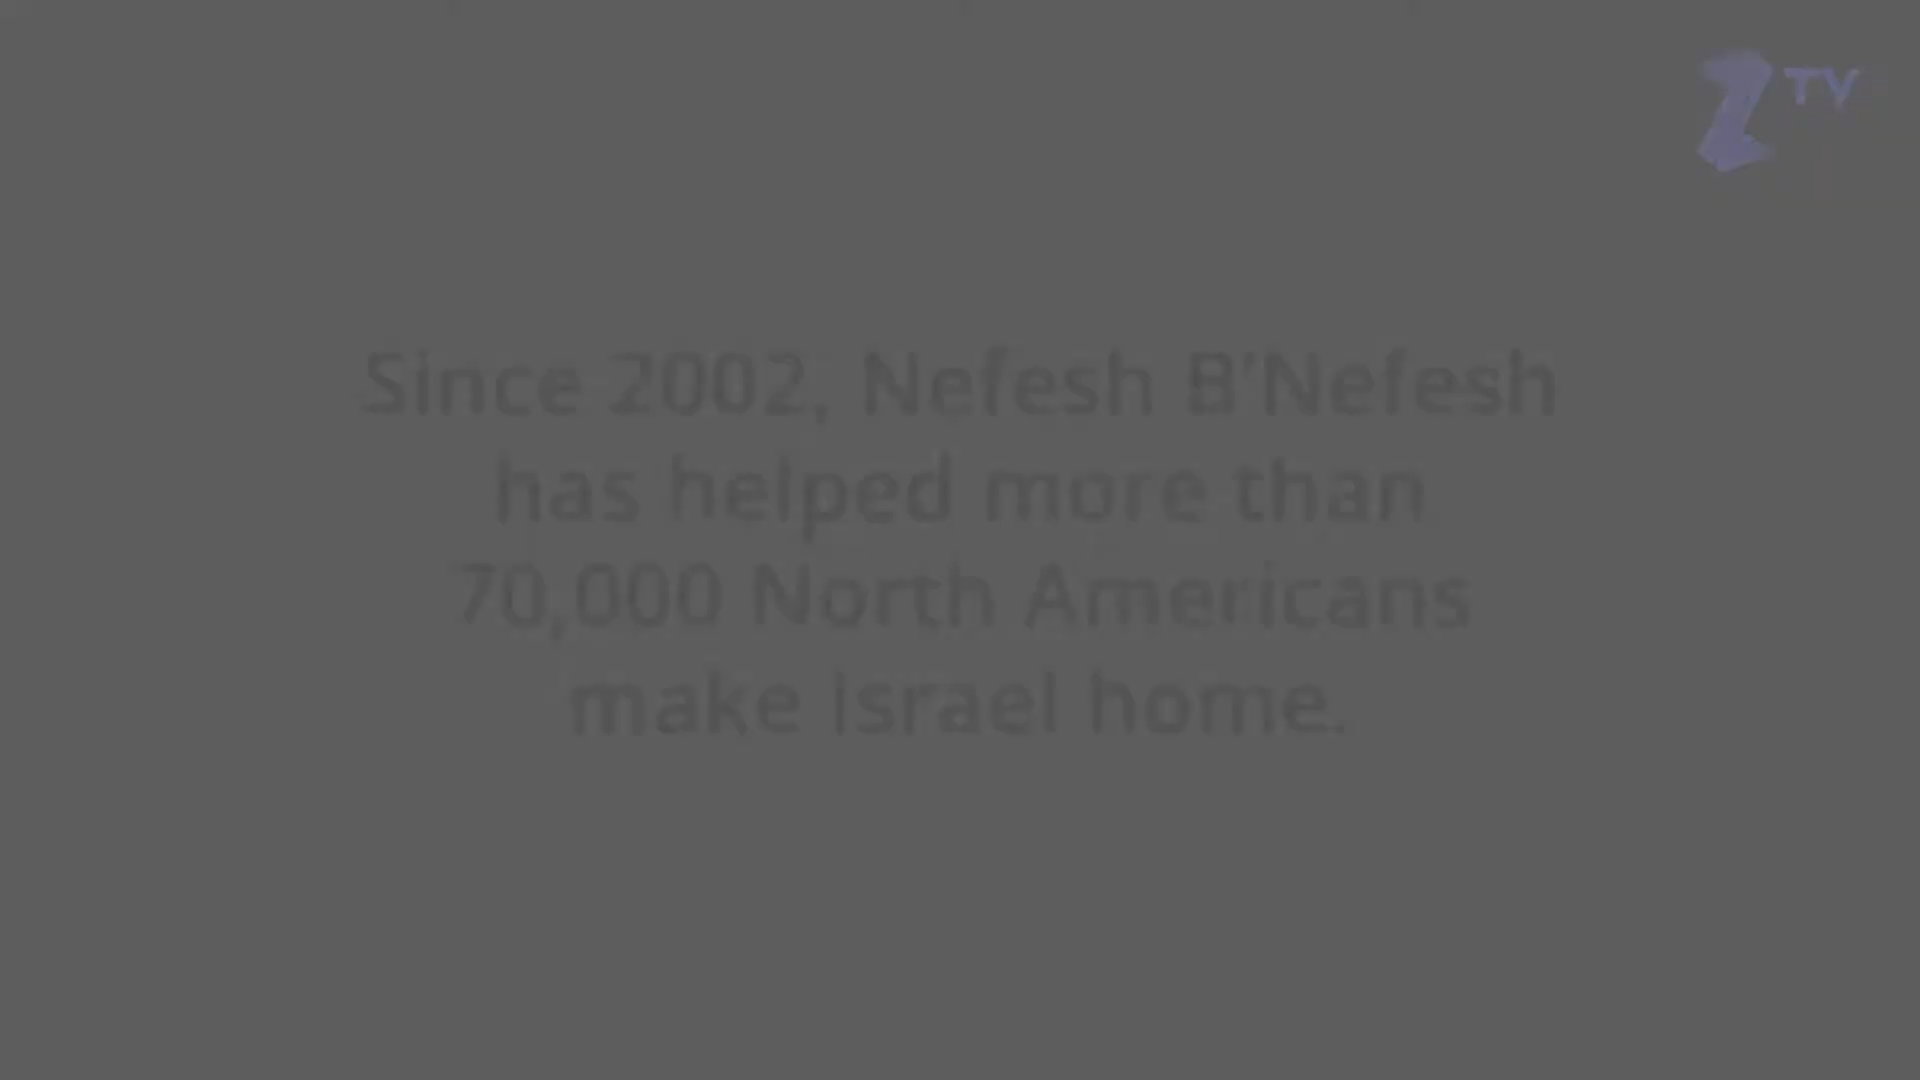 Z TV
Since 2002, Nefesh B'Nefesh
has helped more than
70,000 North Americans
make Israel home.